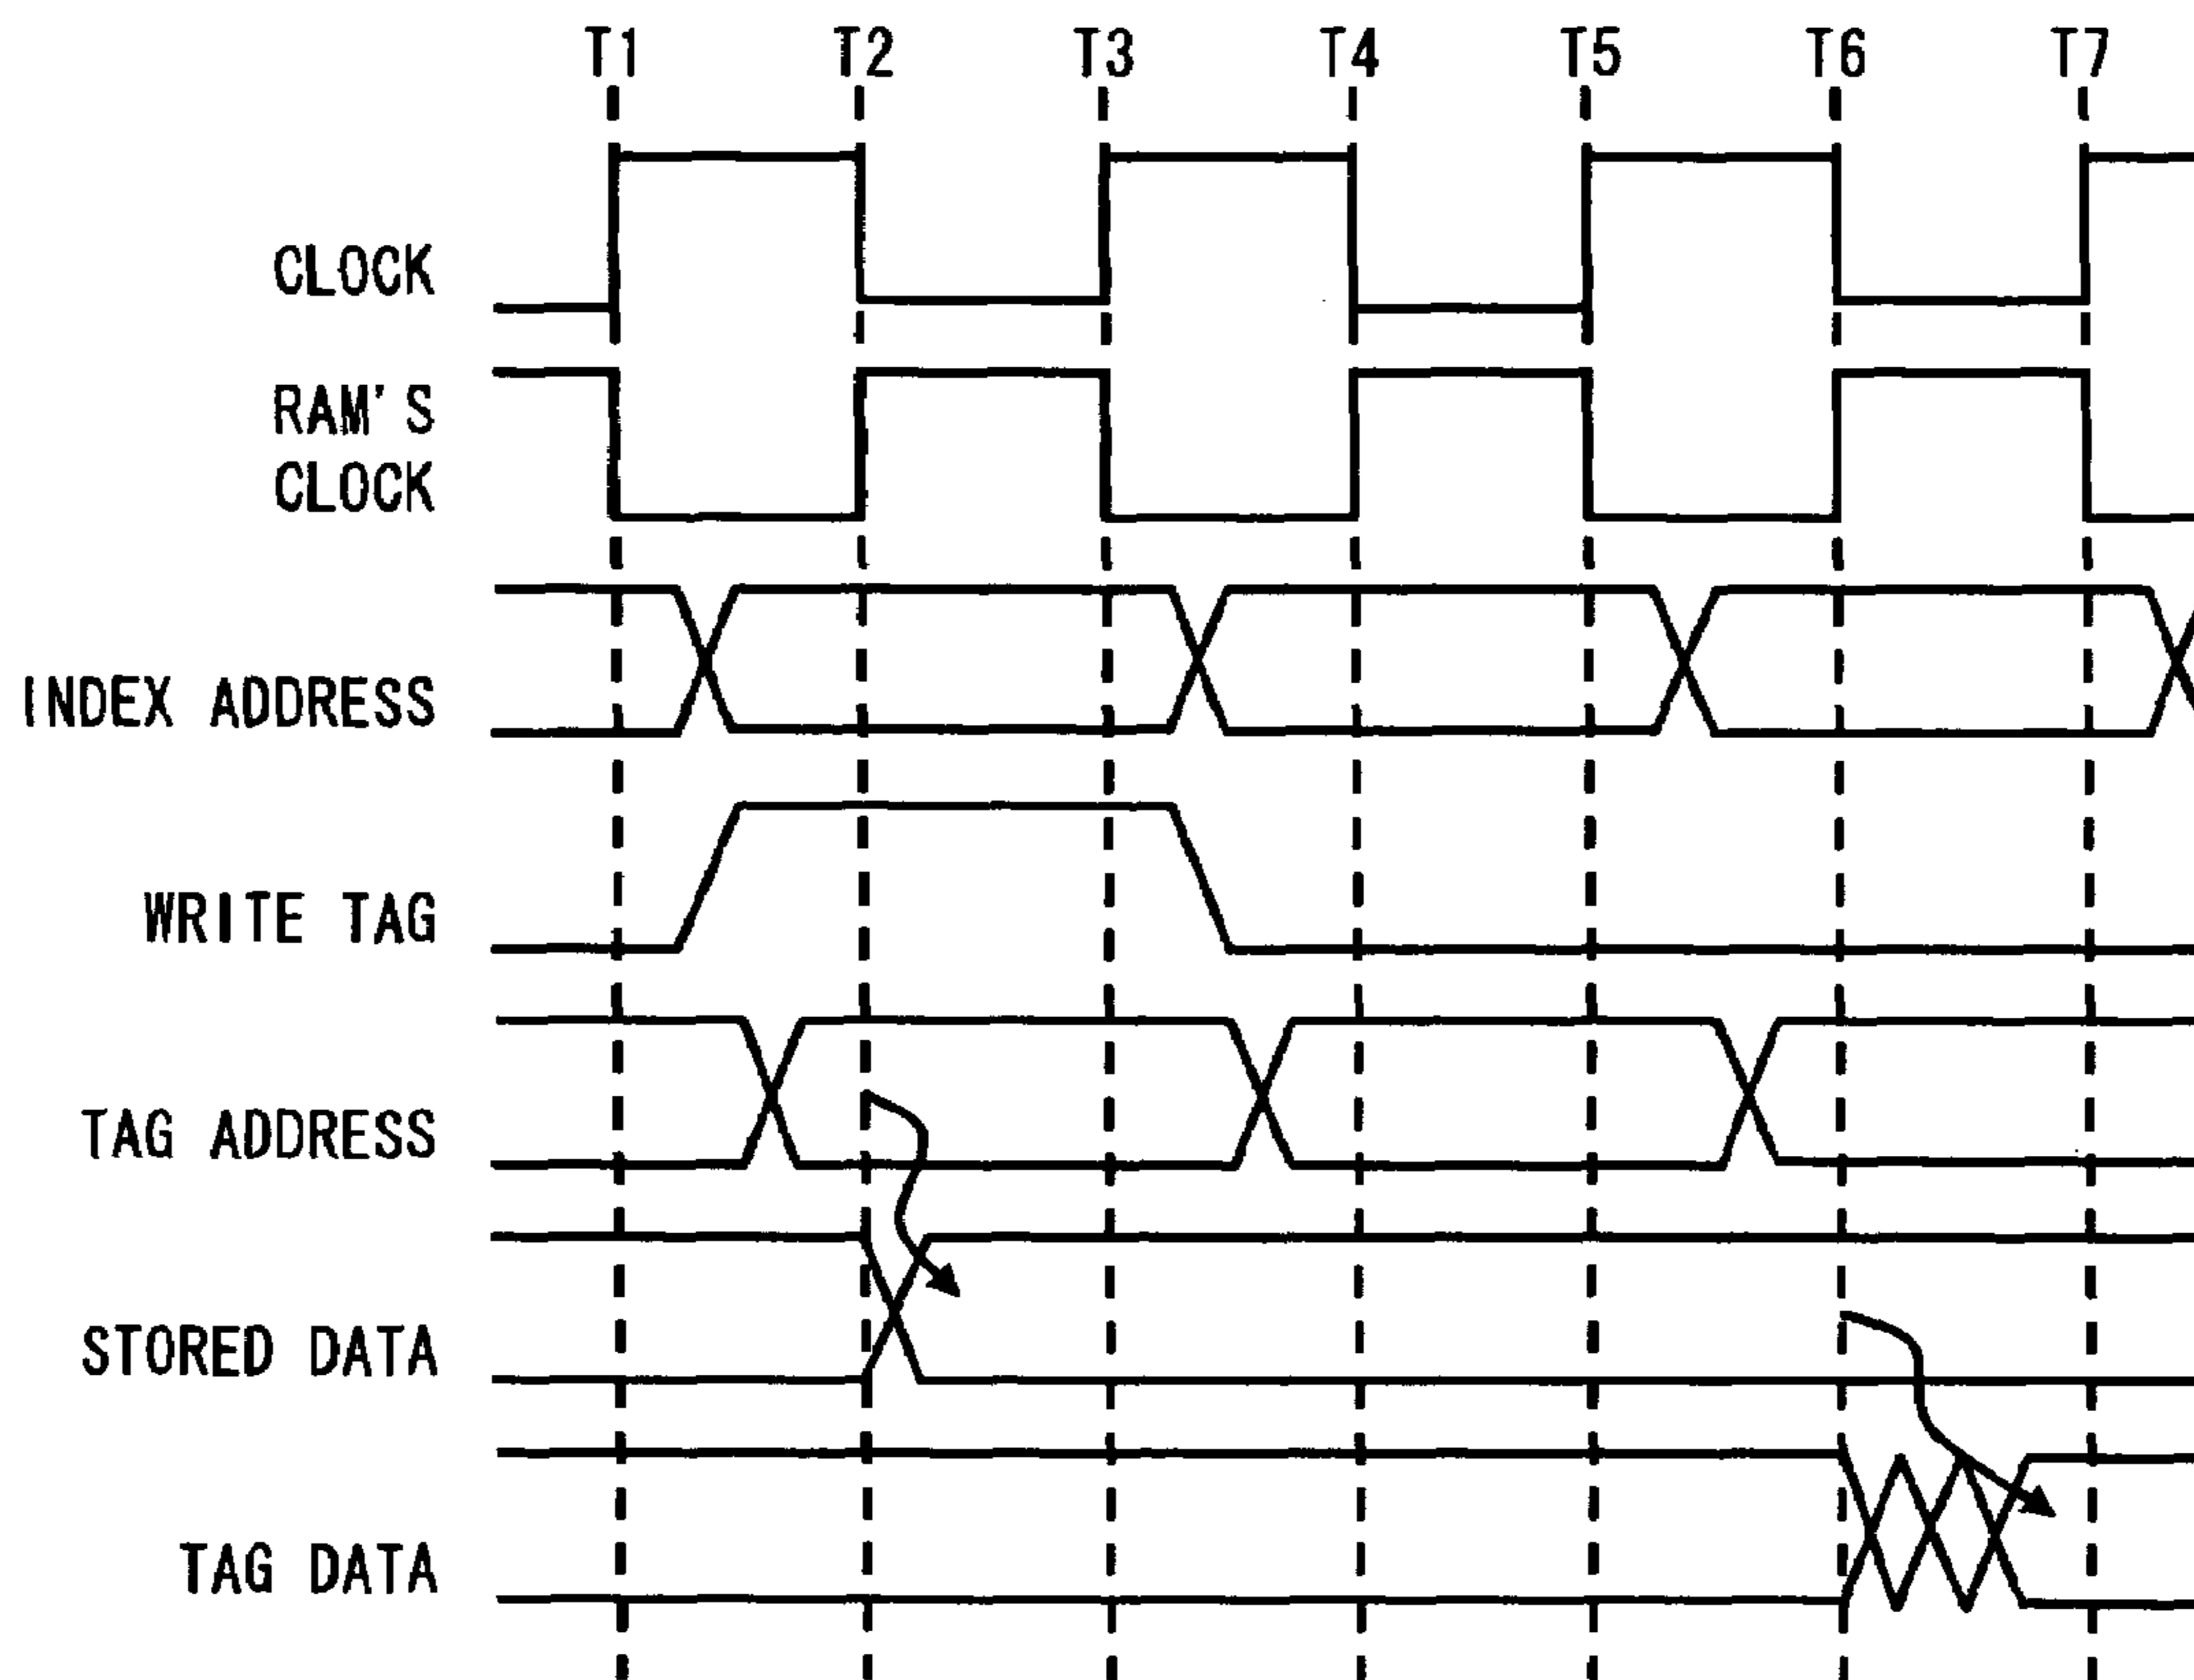 T1 T2 T3 T4 T5 T6 T7
CLOCK
RAM'S
CLOCK
INDEX ADDRESS
WRITE TAG
TAG ADDRESS
STORED DATA
TAG DATA